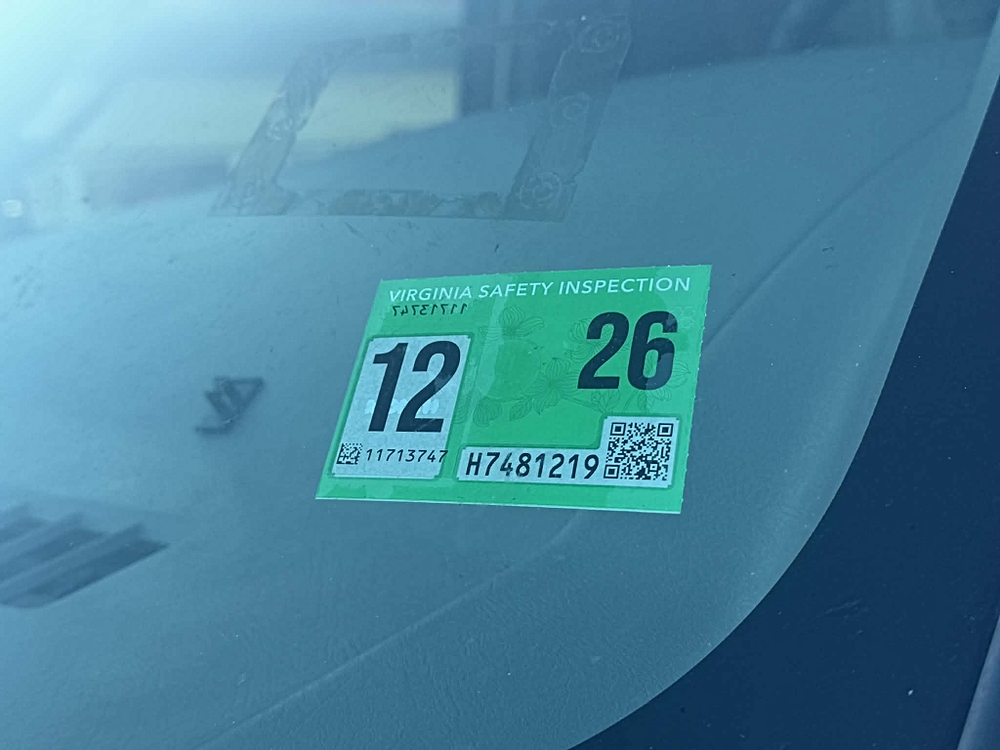 VIRGINIA SAFETY INSPECTION
11713747
12
26
11713747
H7481219